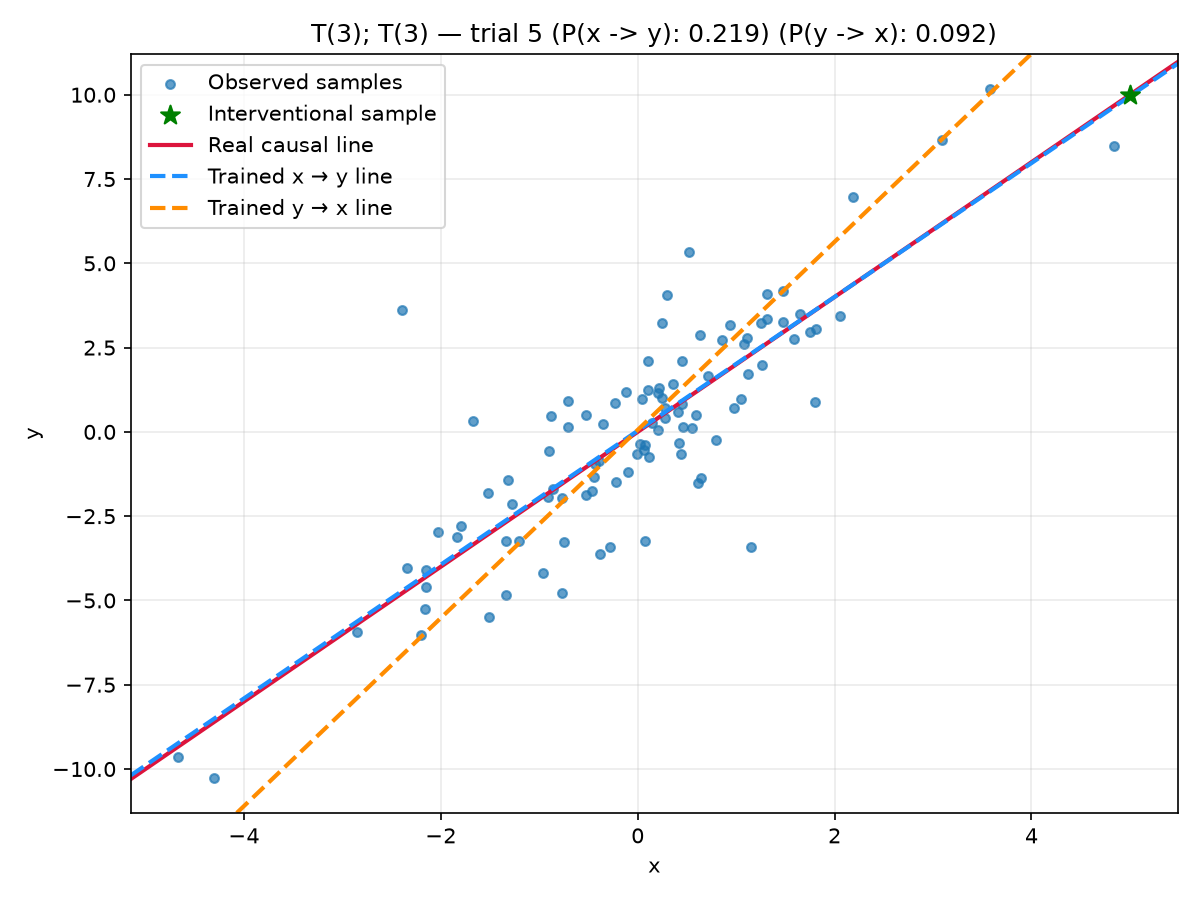 T(3); T(3) — trial 5 (P(x -> y): 0.219) (P(y -> x): 0.092)
Observed samples
Interventional sample
Real causal line
Trained x → y line
Trained y → x line
10.0
7.5
5.0
2.5
0.0
−2.5
−5.0
−7.5
−10.0
y
−4
−2
0
2
4
x